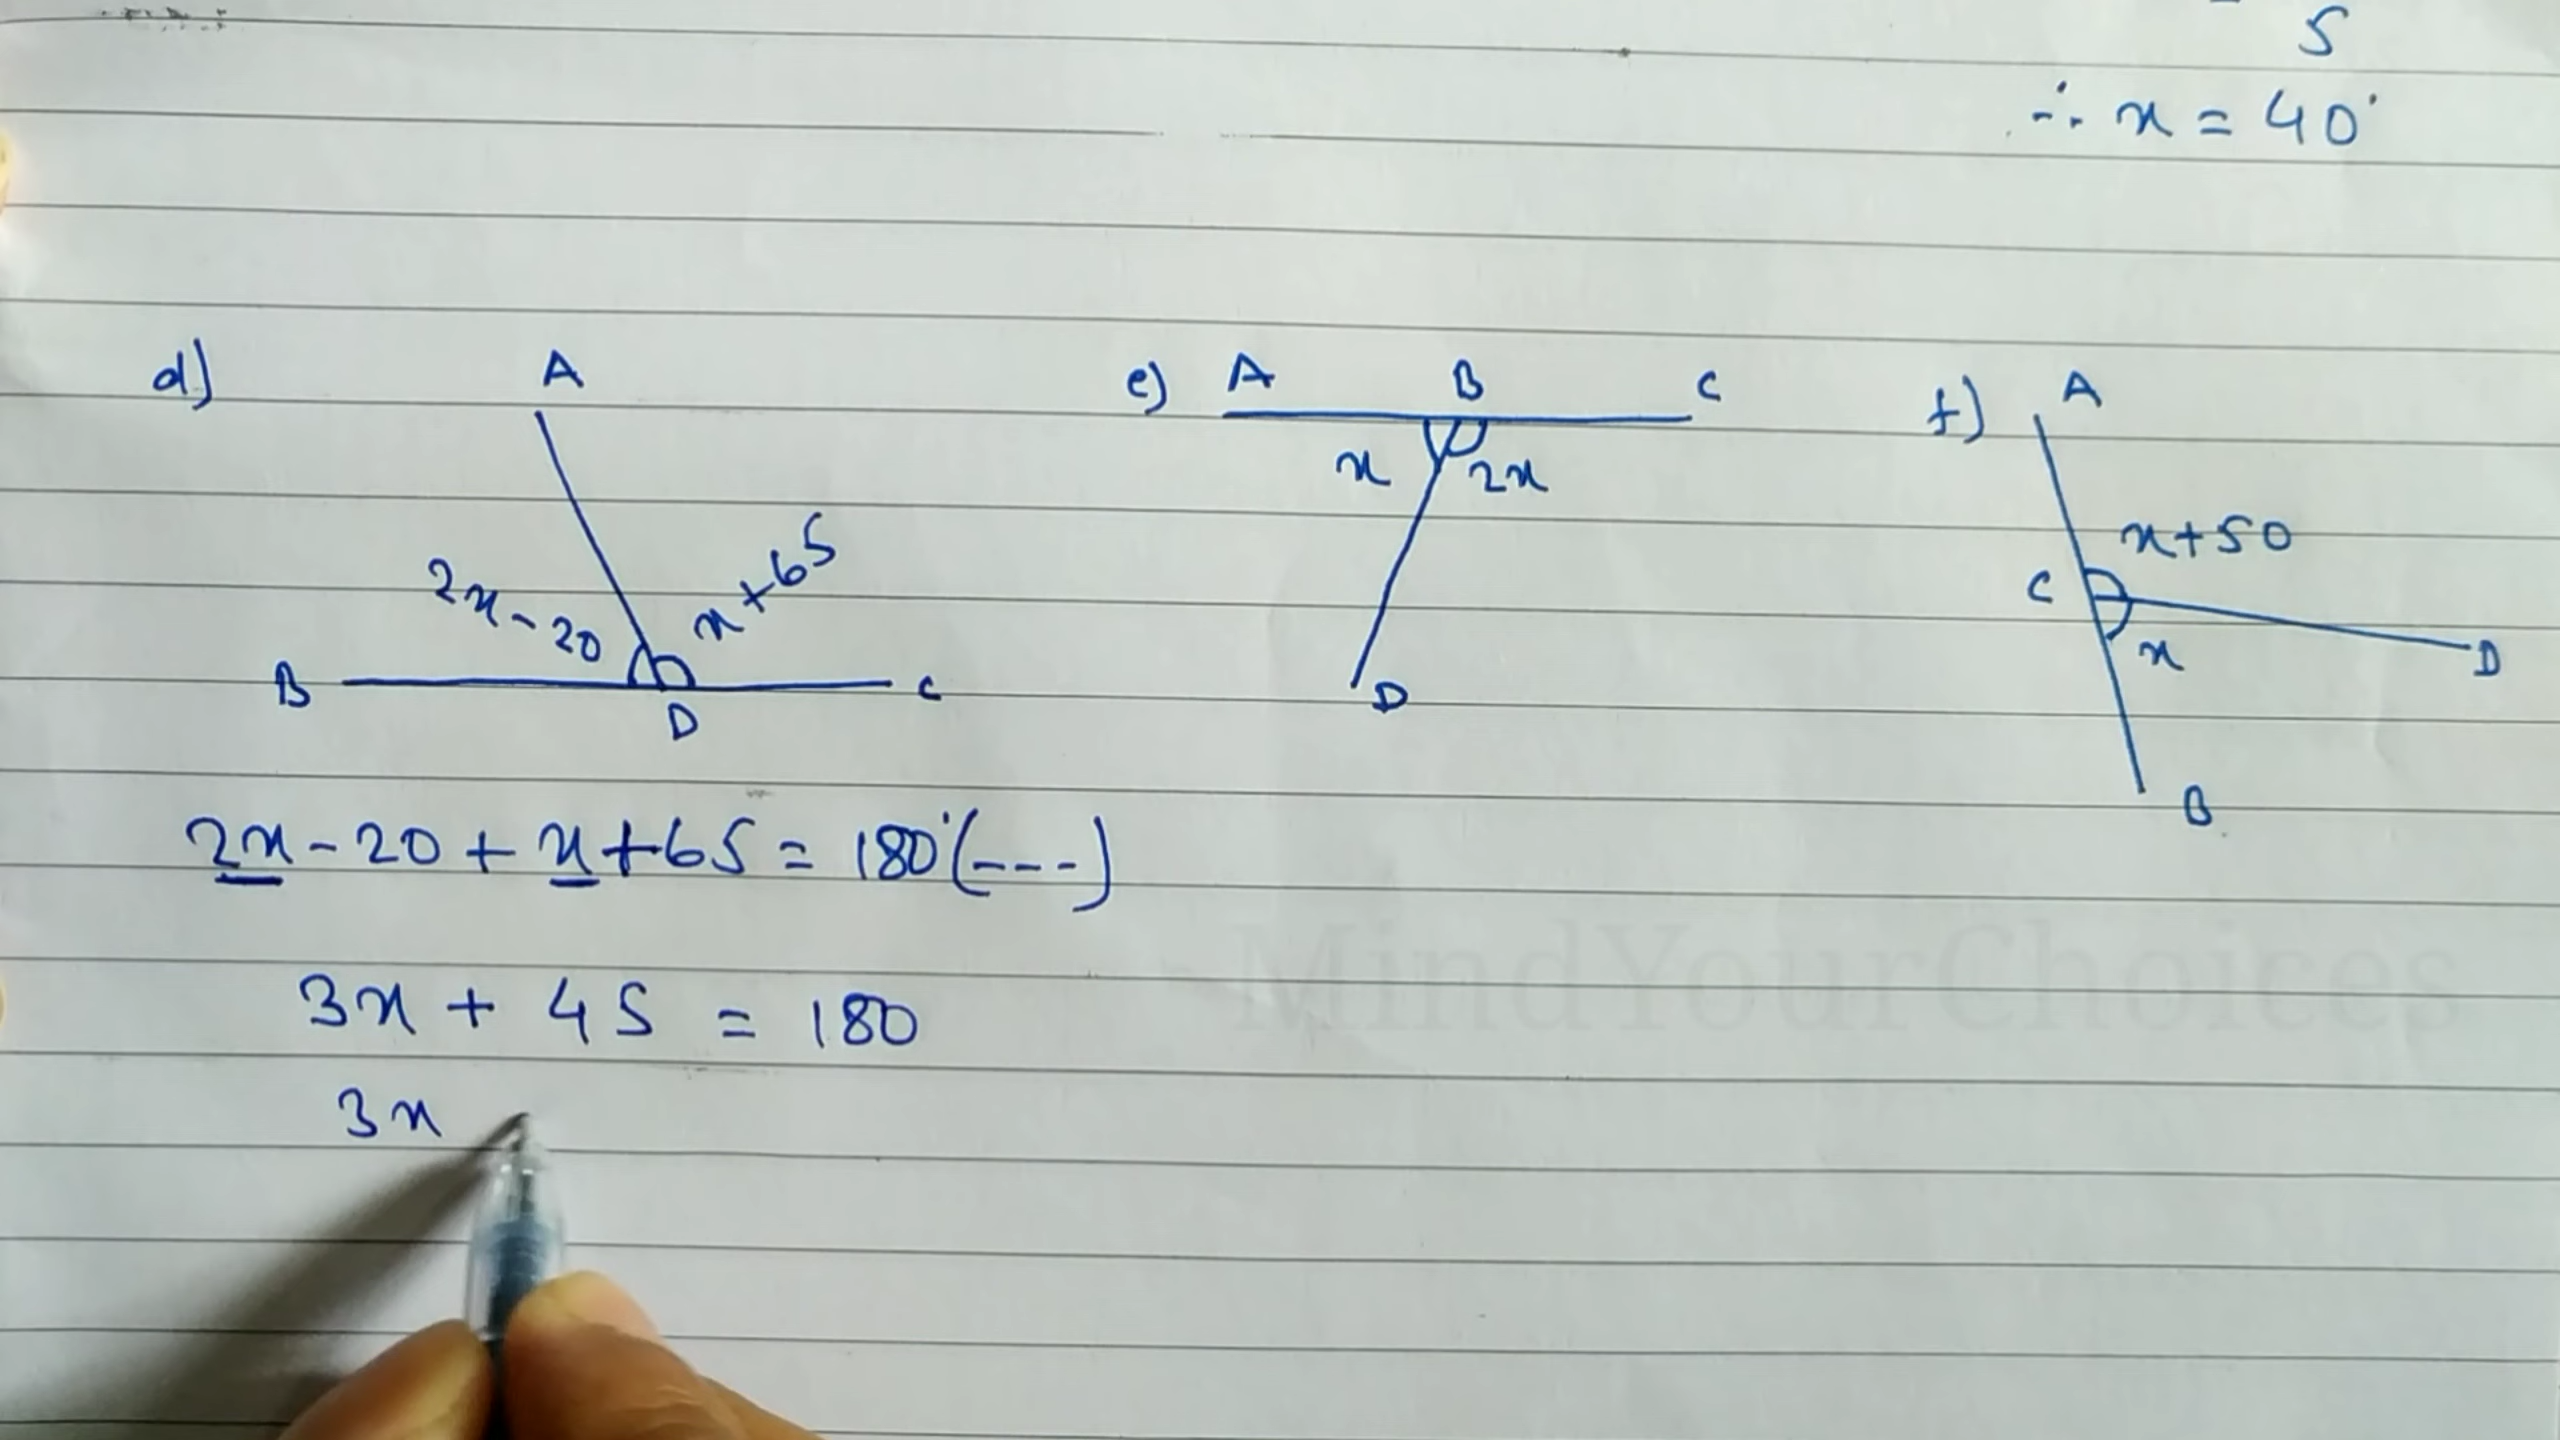 5
∴ x = 40°
d)
A
2x - 20
x + 65
B
D
C
e)
A B C
x
2x
D
f)
A
x + 50
C
x
D
B
2x - 20 + x + 65 = 180° (---)
3x + 45 = 180
3x
MindYourChoices